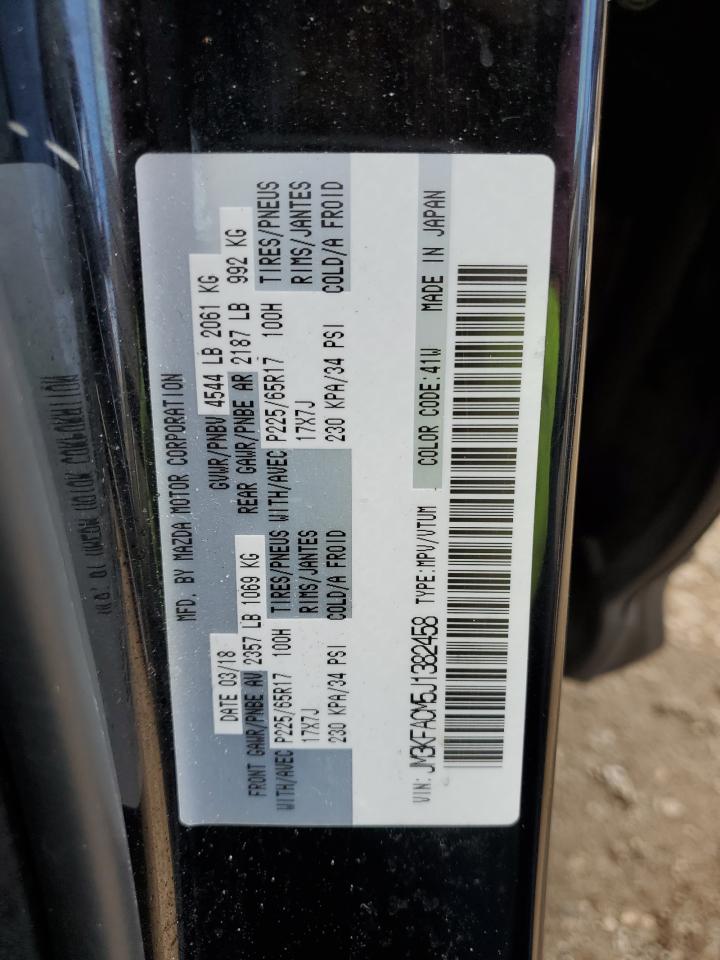 MFD. BY MAZDA MOTOR CORPORATION
DATE 03/18 GVWR/PNBV 4544 LB 2061 KG
FRONT GAWR/PNBE AV 2357 LB 1069 KG REAR GAWR/PNBE AR 2187 LB 992 KG
WITH/AVEC P225/65R17 100H TIRES/PNEUS WITH/AVEC P225/65R17 100H TIRES/PNEUS
17X7J RIMS/JANTES 17X7J RIMS/JANTES
230 KPA/34 PSI COLD/A FROID 230 KPA/34 PSI COLD/A FROID
VIN: JM3KFACM5J1382458 TYPE:MPV/VTUM COLOR CODE:41W MADE IN JAPAN